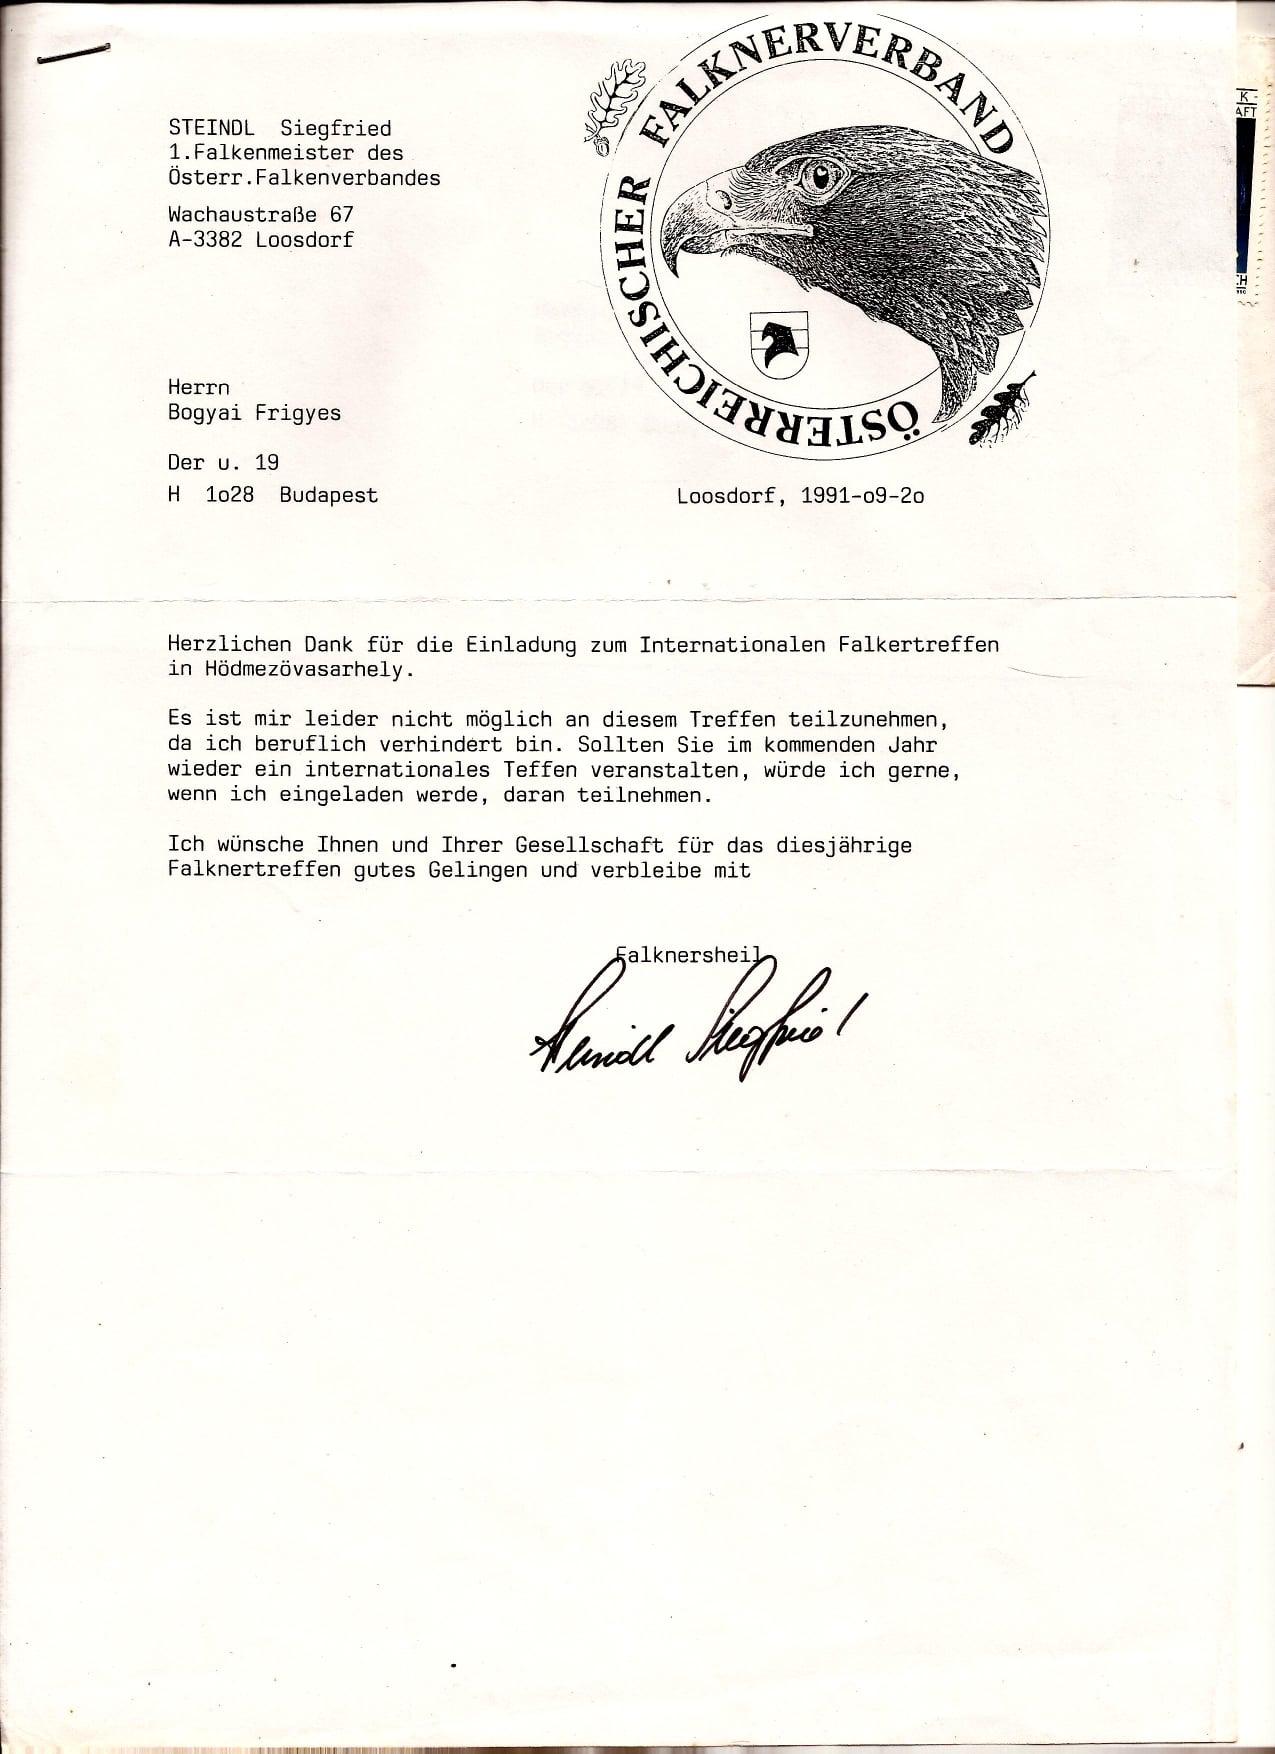 ÖSTERREICHISCHER FALKNERVERBAND
STEINDL Siegfried
1.Falkenmeister des
Österr.Falkenverbandes
Wachaustraße 67
A-3382 Loosdorf
Herrn
Bogyai Frigyes
Der u. 19
H 1o28 Budapest
Loosdorf, 1991-o9-2o
Herzlichen Dank für die Einladung zum Internationalen Falkertreffen
in Hödmezövasarhely.
Es ist mir leider nicht möglich an diesem Treffen teilzunehmen,
da ich beruflich verhindert bin. Sollten Sie im kommenden Jahr
wieder ein internationales Teffen veranstalten, würde ich gerne,
wenn ich eingeladen werde, daran teilnehmen.
Ich wünsche Ihnen und Ihrer Gesellschaft für das diesjährige
Falknertreffen gutes Gelingen und verbleibe mit
Falknersheil
Steindl Siegfried